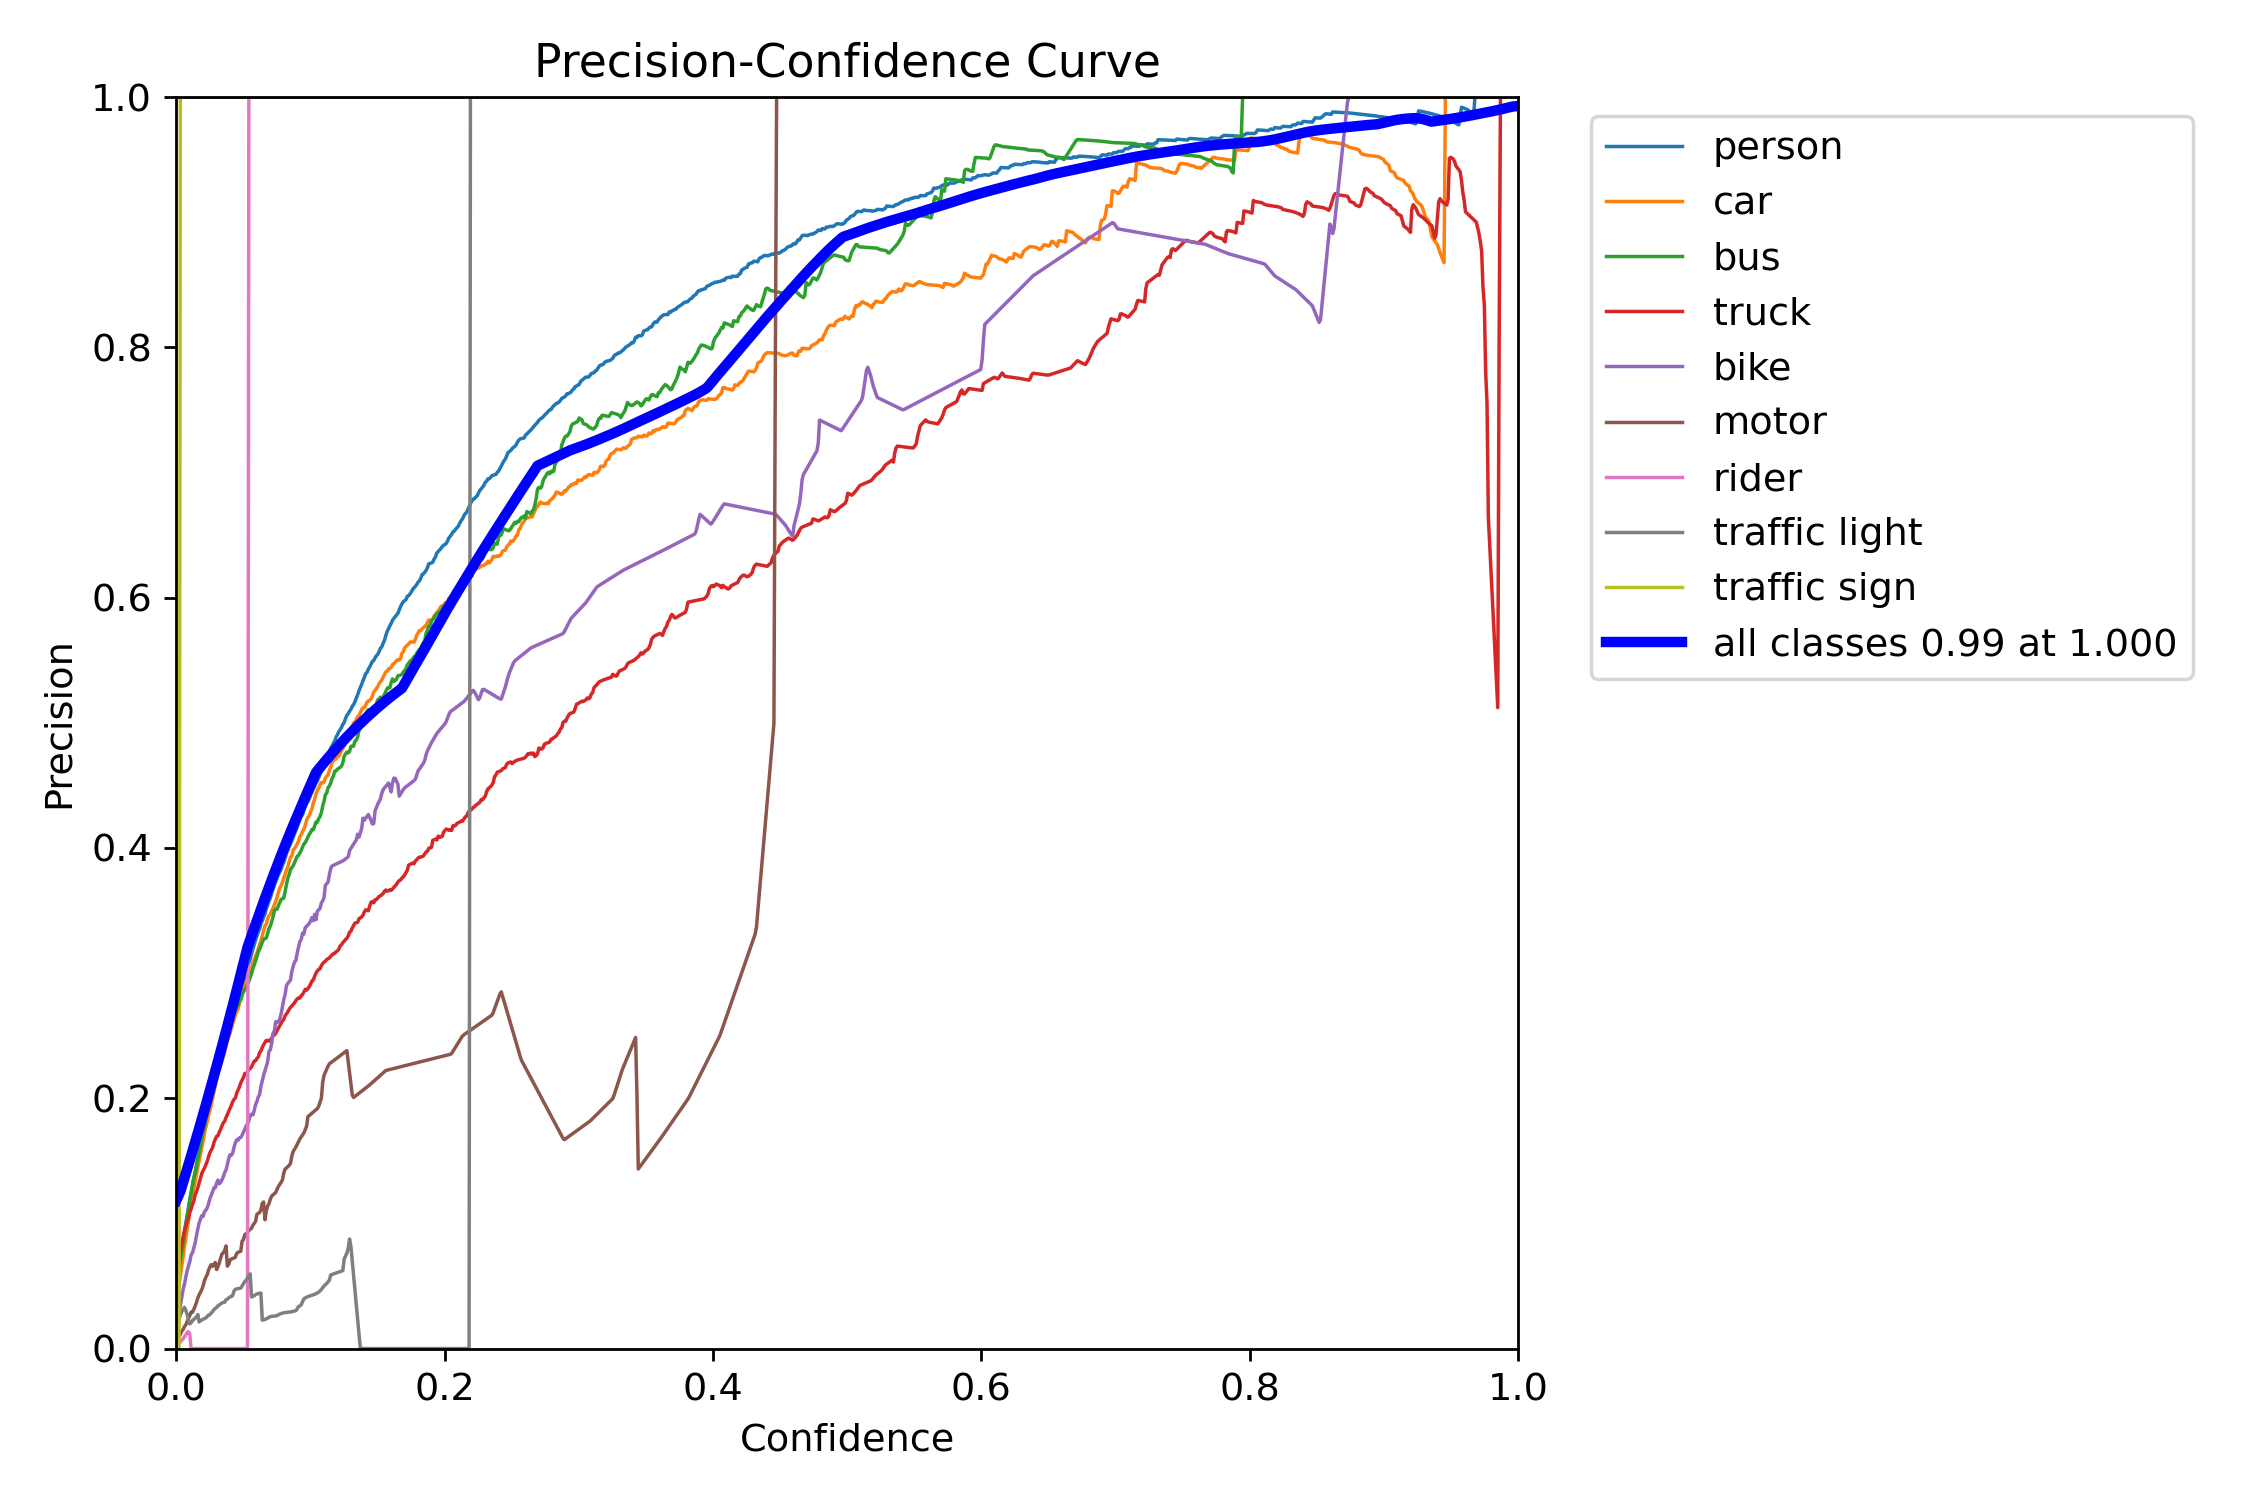 Precision-Confidence Curve
1.0
0.8
0.6
0.4
0.2
0.0
Precision
0.0 0.2 0.4 0.6 0.8 1.0
Confidence
person
car
bus
truck
bike
motor
rider
traffic light
traffic sign
all classes 0.99 at 1.000